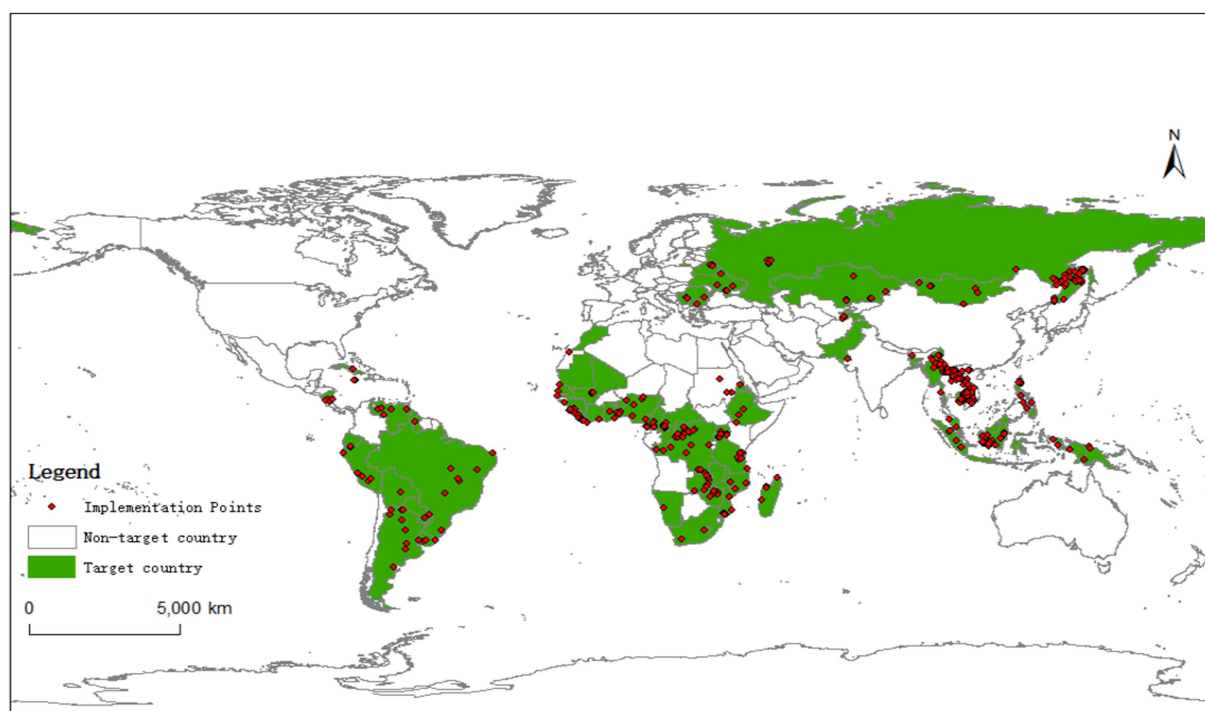 N
Legend
Implementation Points
Non-target country
Target country
0 5,000 km